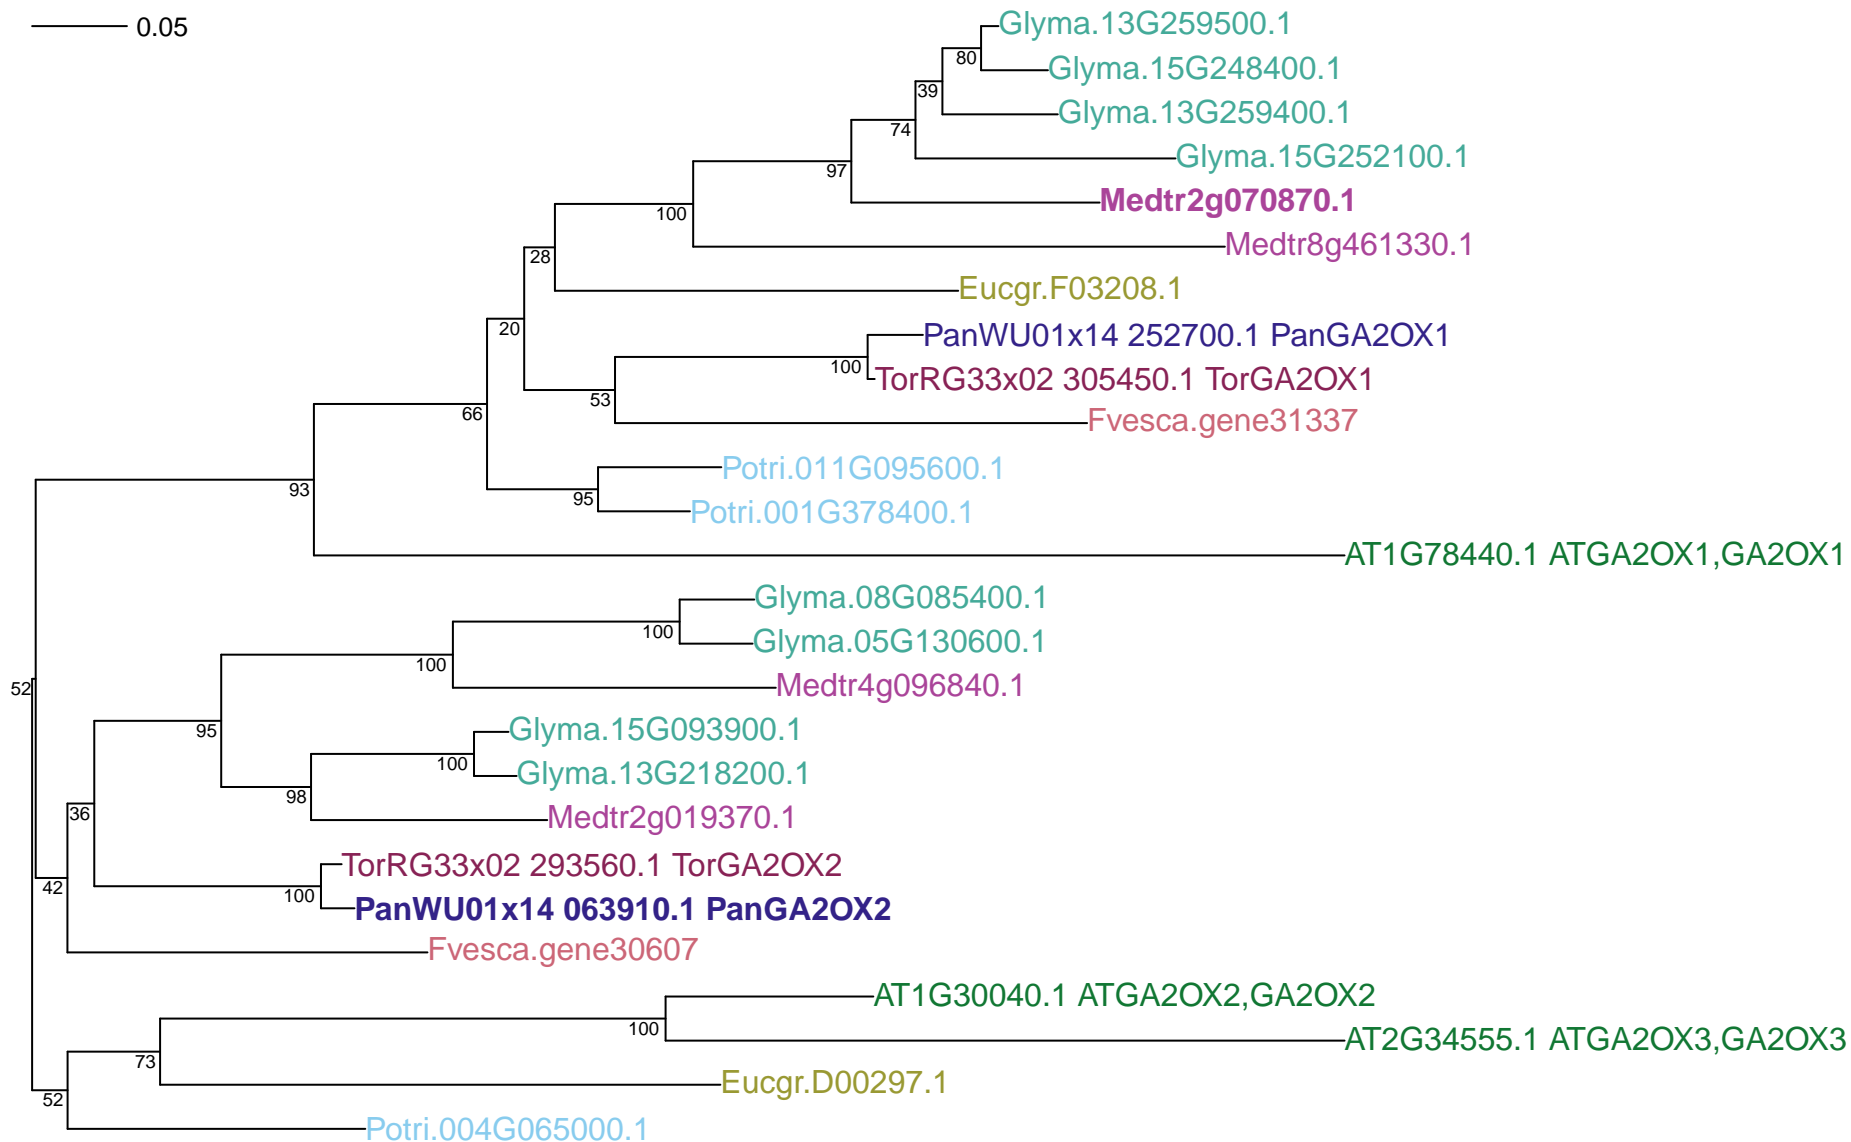 0.05
Glyma.13G259500.1
80
Glyma.15G248400.1
39
Glyma.13G259400.1
74
Glyma.15G252100.1
97
Medtr2g070870.1
100
Medtr8g461330.1
28
Eucgr.F03208.1
20
PanWU01x14 252700.1 PanGA2OX1
100
TorRG33x02 305450.1 TorGA2OX1
53
66
Fvesca.gene31337
Potri.011G095600.1
93
95
Potri.001G378400.1
AT1G78440.1 ATGA2OX1,GA2OX1
Glyma.08G085400.1
100
Glyma.05G130600.1
100
Medtr4g096840.1
52
95
Glyma.15G093900.1
100
Glyma.13G218200.1
98
36
Medtr2g019370.1
TorRG33x02 293560.1 TorGA2OX2
42
100
PanWU01x14 063910.1 PanGA2OX2
Fvesca.gene30607
AT1G30040.1 ATGA2OX2,GA2OX2
100
AT2G34555.1 ATGA2OX3,GA2OX3
73
Eucgr.D00297.1
52
Potri.004G065000.1